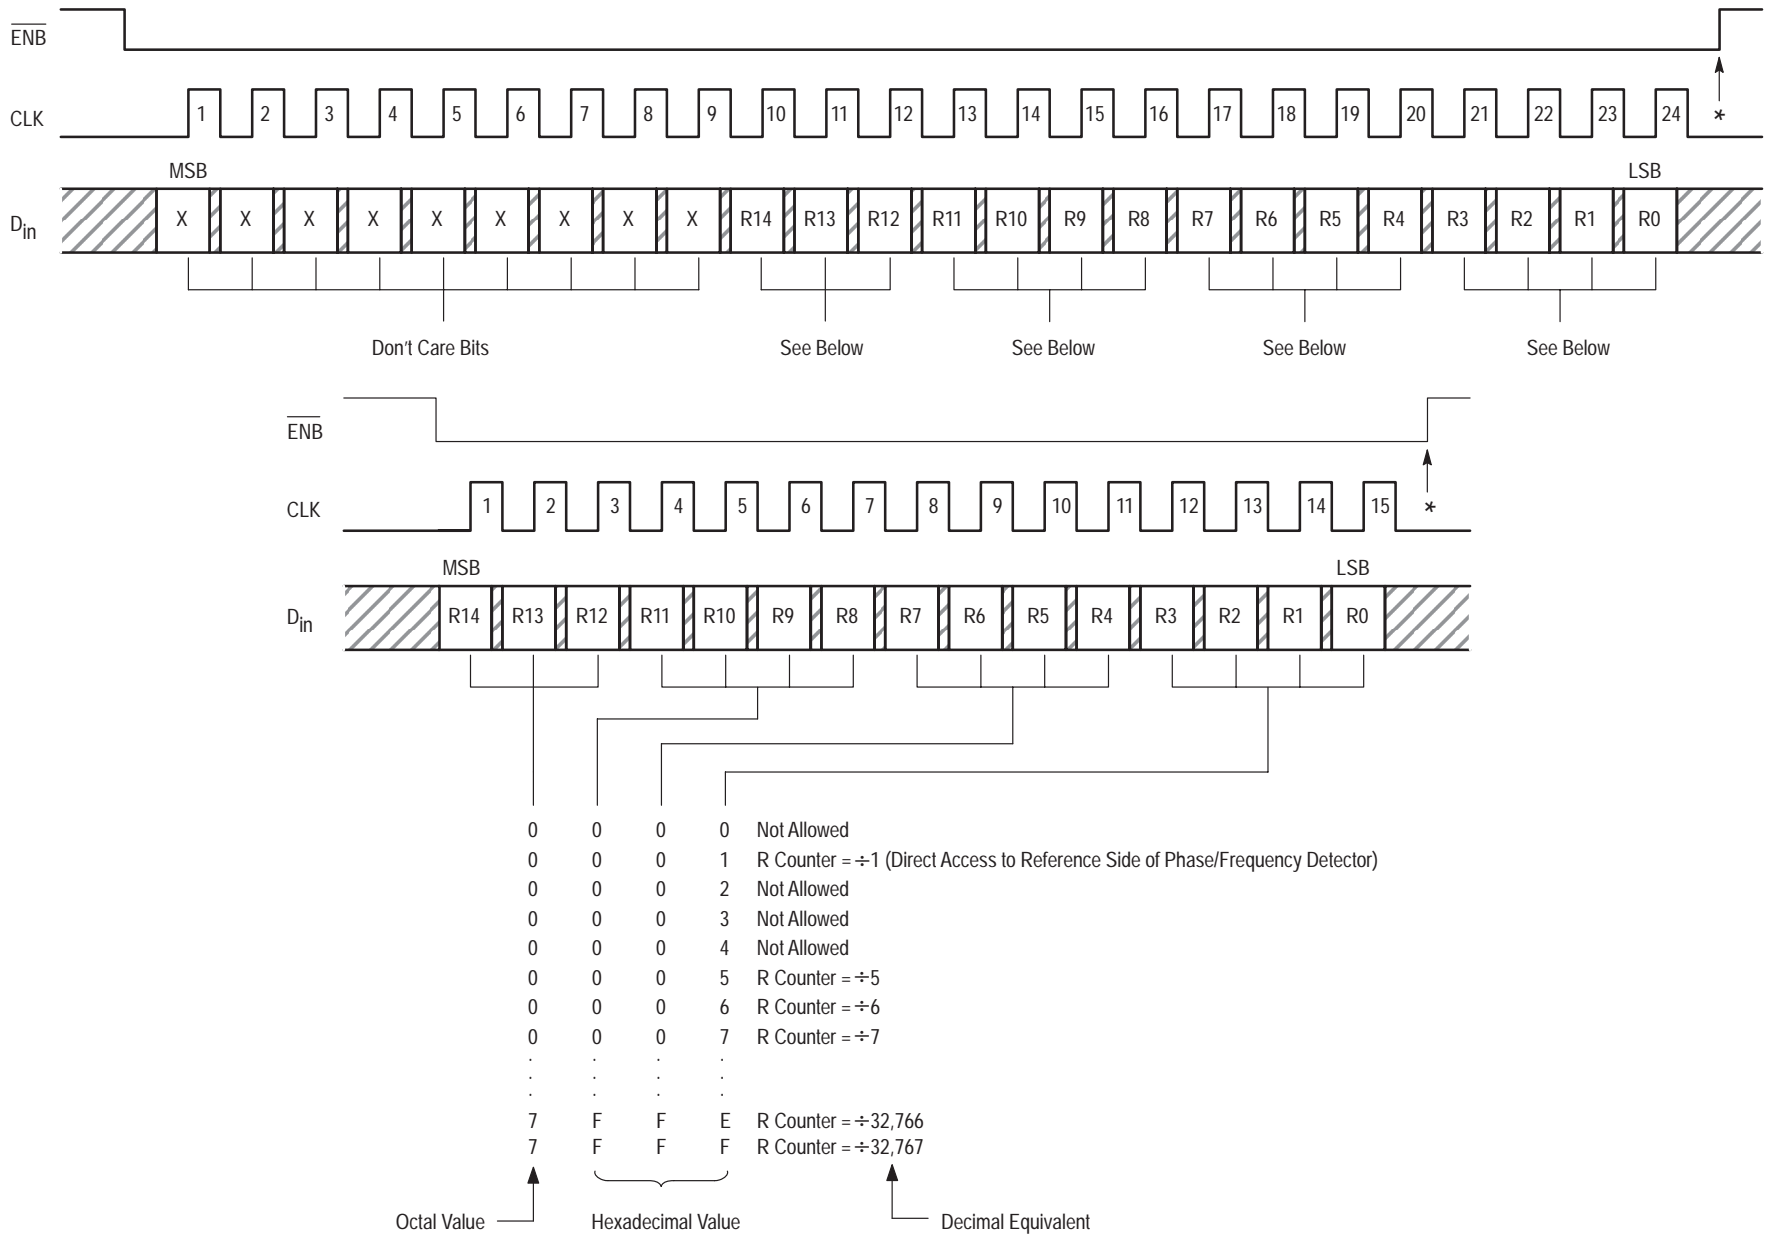 ENB
CLK 1 2 3 4 5 6 7 8 9 10 11 12 13 14 15 16 17 18 19 20 21 22 23 24 *
MSB LSB
Din X X X X X X X X X R14 R13 R12 R11 R10 R9 R8 R7 R6 R5 R4 R3 R2 R1 R0
Don't Care Bits See Below See Below See Below See Below
ENB
CLK 1 2 3 4 5 6 7 8 9 10 11 12 13 14 15 *
MSB LSB
Din R14 R13 R12 R11 R10 R9 R8 R7 R6 R5 R4 R3 R2 R1 R0
0 0 0 0 Not Allowed
0 0 0 1 R Counter = ÷1 (Direct Access to Reference Side of Phase/Frequency Detector)
0 0 0 2 Not Allowed
0 0 0 3 Not Allowed
0 0 0 4 Not Allowed
0 0 0 5 R Counter = ÷5
0 0 0 6 R Counter = ÷6
0 0 0 7 R Counter = ÷7
. . . .
. . . .
. . . .
7 F F E R Counter = ÷32,766
7 F F F R Counter = ÷32,767
Octal Value Hexadecimal Value Decimal Equivalent